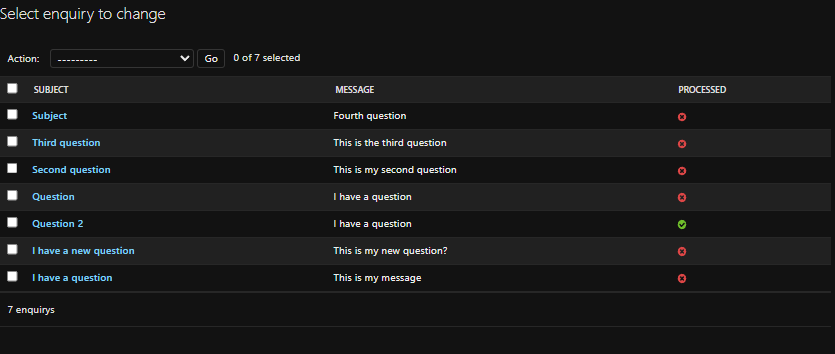 Select enquiry to change
Action: --------- Go 0 of 7 selected
SUBJECT MESSAGE PROCESSED
Subject Fourth question
Third question This is the third question
Second question This is my second question
Question I have a question
Question 2 I have a question
I have a new question This is my new question?
I have a question This is my message
7 enquirys